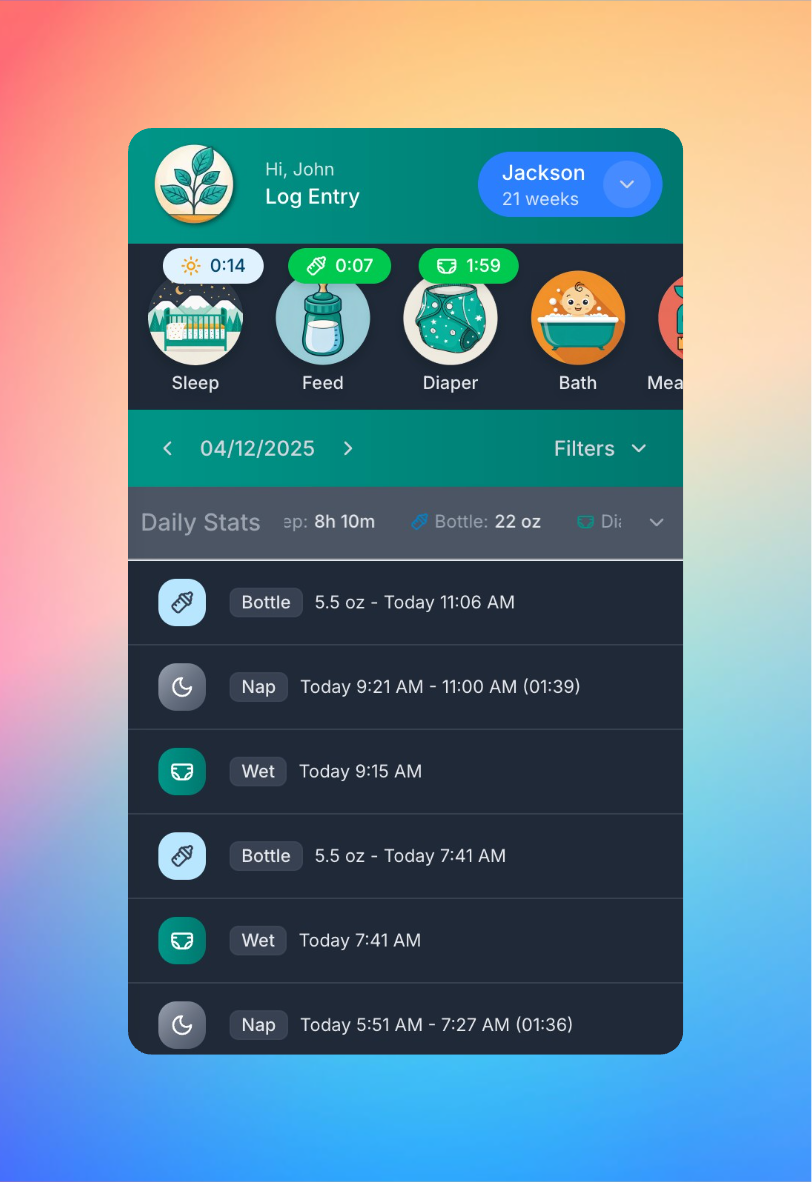 Hi, John
Log Entry
Jackson
21 weeks
0:14
0:07
1:59
Sleep
Feed
Diaper
Bath
Mea
04/12/2025
Filters
Daily Stats ep: 8h 10m Bottle: 22 oz Dia
Bottle 5.5 oz - Today 11:06 AM
Nap Today 9:21 AM - 11:00 AM (01:39)
Wet Today 9:15 AM
Bottle 5.5 oz - Today 7:41 AM
Wet Today 7:41 AM
Nap Today 5:51 AM - 7:27 AM (01:36)